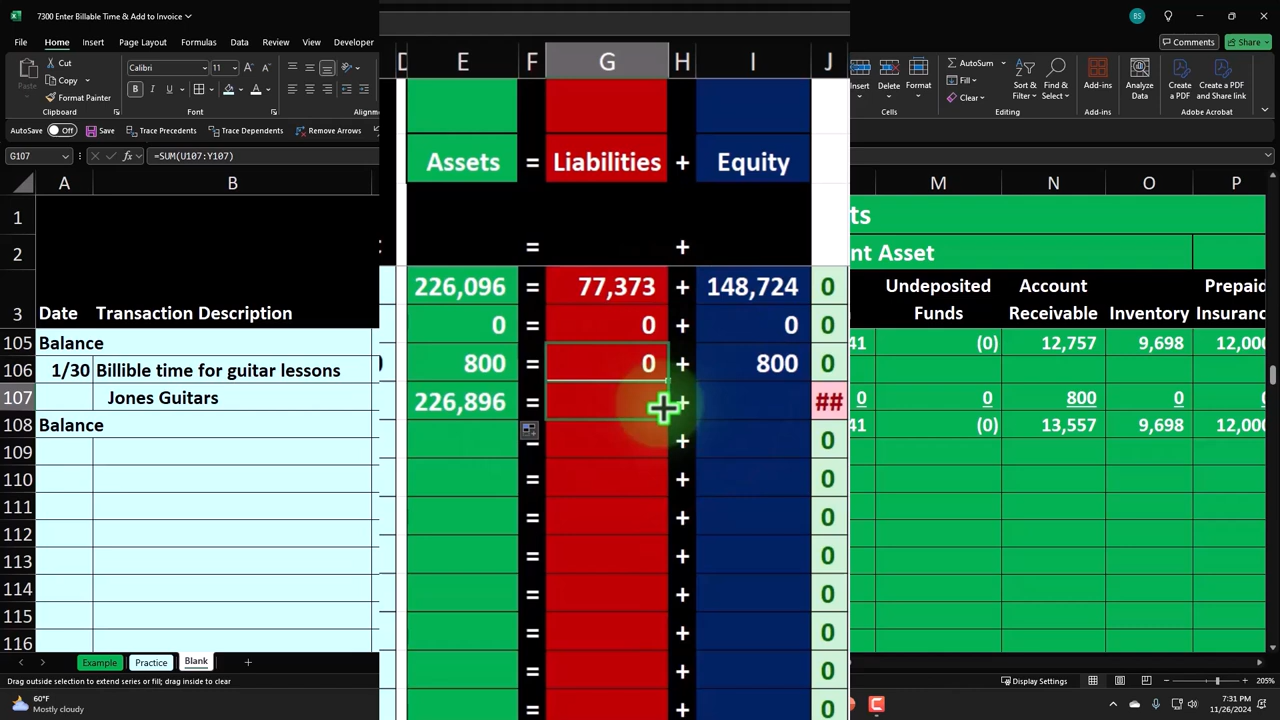 7300 Enter Billable Time & Add to Invoice
BS
File Home Insert Page Layout Formulas Data Review View Developer
Comments Share
Cut
Copy
Format Painter
Calibri 11
B I U
Insert Delete Format
AutoSum
Clear
Sort & Filter
Find & Select
Add-ins
Analyze Data
Create a PDF
Create a PDF and Share link
Add-ins Adobe Acrobat
AutoSave Off Save Trace Precedents Trace Dependents Remove Arrows
G107 fx =SUM(U107:Y107)
A B D E F G H I J M N O P
1 ts
2 nt Asset
Assets = Liabilities + Equity
= +
3 Date Transaction Description
Undeposited Funds Account Receivable Inventory Prepaid Insuranc
226,096 = 77,373 + 148,724 0
0 = 0 + 0 0
800 = 0 + 800 0
226,896 = + ##
= + 0
= + 0
= + 0
= + 0
= + 0
= + 0
= + 0
= + 0
105 Balance 41 (0) 12,757 9,698 12,000
106 1/30 Billible time for guitar lessons
107 Jones Guitars 0 0 800 0
108 Balance 41 (0) 13,557 9,698 12,000
109
110
111
112
113
114
115
116
Example Practice Blank
Drag outside selection to extend series or fill; drag inside to clear
Display Settings 205%
60°F
Mostly cloudy
7:31 PM
11/26/2024